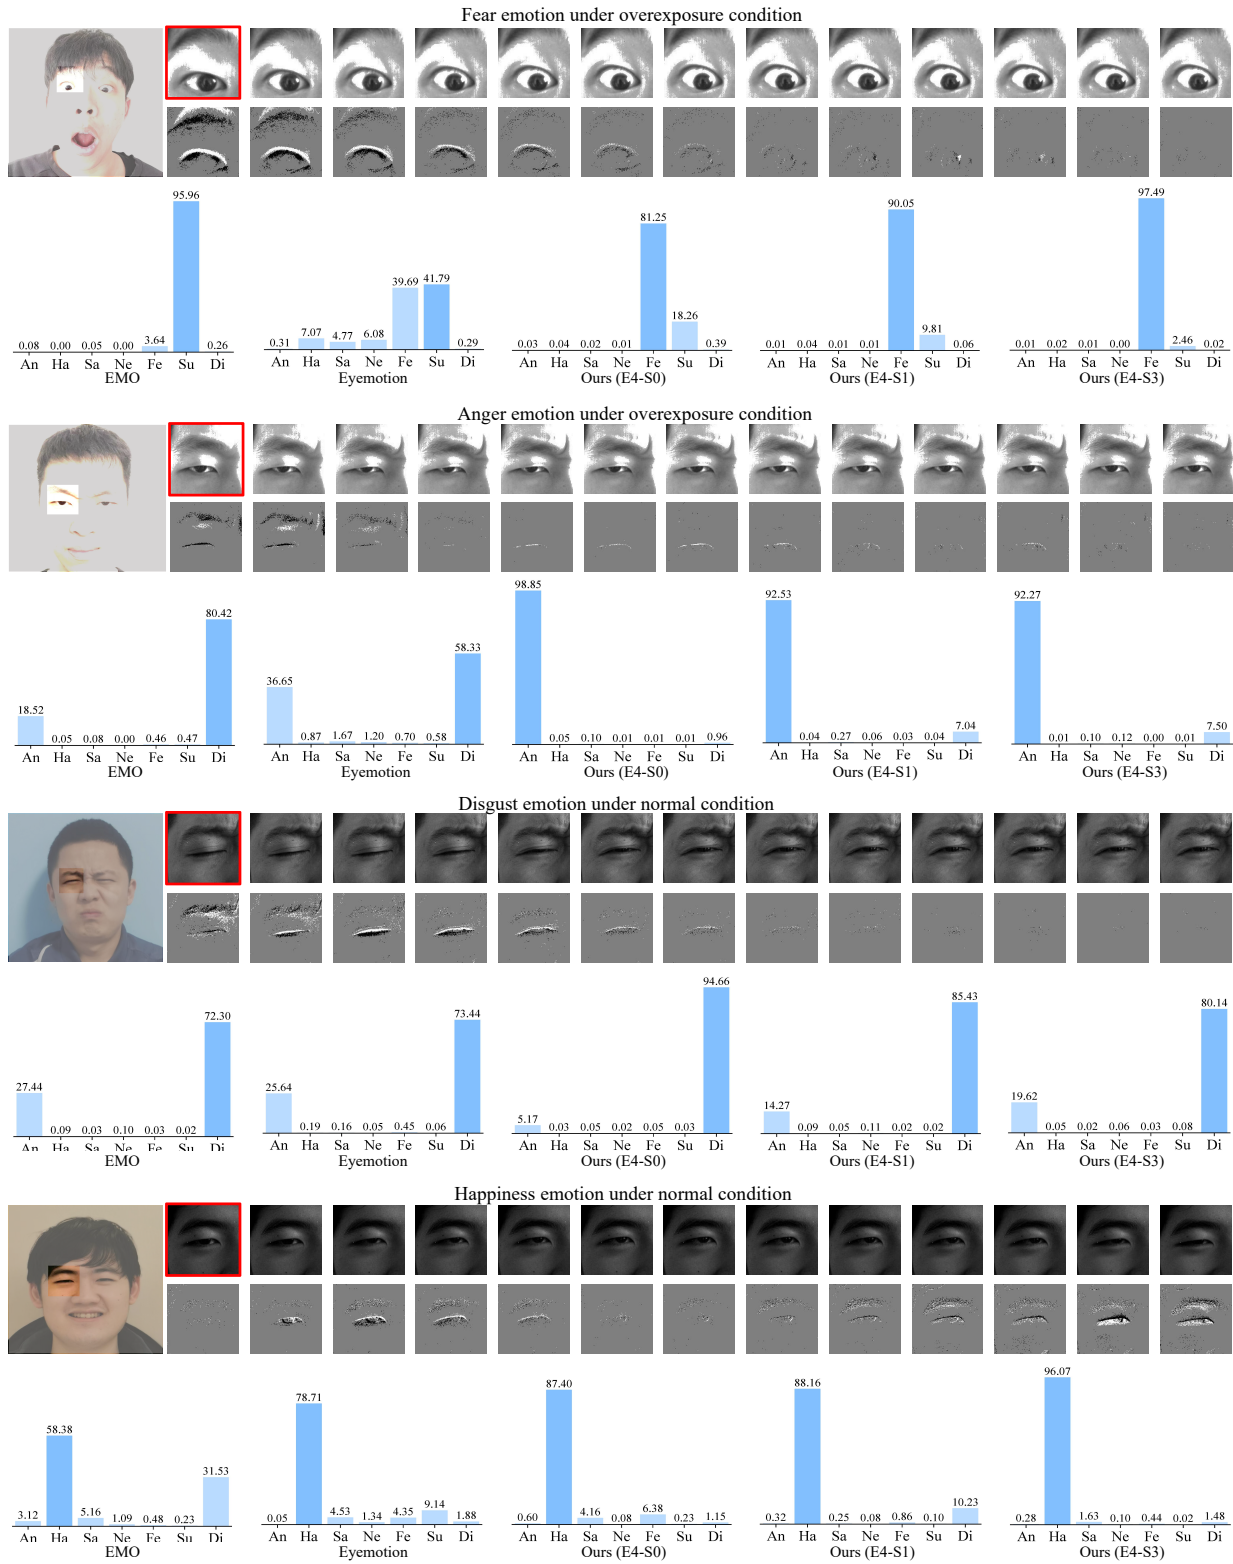 Fear emotion under overexposure condition
95.96
0.08 0.00 0.05 0.00 3.64 0.26
An Ha Sa Ne Fe Su Di
EMO
39.69 41.79
0.31 7.07 4.77 6.08 0.29
An Ha Sa Ne Fe Su Di
Eyemotion
81.25
18.26
0.03 0.04 0.02 0.01 0.39
An Ha Sa Ne Fe Su Di
Ours (E4-S0)
90.05
9.81
0.01 0.04 0.01 0.01 0.06
An Ha Sa Ne Fe Su Di
Ours (E4-S1)
97.49
0.01 0.02 0.01 0.00 2.46 0.02
An Ha Sa Ne Fe Su Di
Ours (E4-S3)
Anger emotion under overexposure condition
80.42
18.52
0.05 0.08 0.00 0.46 0.47
An Ha Sa Ne Fe Su Di
EMO
58.33
36.65
0.87 1.67 1.20 0.70 0.58
An Ha Sa Ne Fe Su Di
Eyemotion
98.85
0.05 0.10 0.01 0.01 0.01 0.96
An Ha Sa Ne Fe Su Di
Ours (E4-S0)
92.53
0.04 0.27 0.06 0.03 0.04 7.04
An Ha Sa Ne Fe Su Di
Ours (E4-S1)
92.27
0.01 0.10 0.12 0.00 0.01 7.50
An Ha Sa Ne Fe Su Di
Ours (E4-S3)
Disgust emotion under normal condition
72.30
27.44
0.09 0.03 0.10 0.03 0.02
An Ha Sa Ne Fe Su Di
EMO
73.44
25.64
0.19 0.16 0.05 0.45 0.06
An Ha Sa Ne Fe Su Di
Eyemotion
94.66
5.17 0.03 0.05 0.02 0.05 0.03
An Ha Sa Ne Fe Su Di
Ours (E4-S0)
85.43
14.27
0.09 0.05 0.11 0.02 0.02
An Ha Sa Ne Fe Su Di
Ours (E4-S1)
80.14
19.62
0.05 0.02 0.06 0.03 0.08
An Ha Sa Ne Fe Su Di
Ours (E4-S3)
Happiness emotion under normal condition
58.38
31.53
3.12 5.16 1.09 0.48 0.23
An Ha Sa Ne Fe Su Di
EMO
78.71
0.05 4.53 1.34 4.35 9.14 1.88
An Ha Sa Ne Fe Su Di
Eyemotion
87.40
0.60 4.16 0.08 6.38 0.23 1.15
An Ha Sa Ne Fe Su Di
Ours (E4-S0)
88.16
0.32 0.25 0.08 0.86 0.10 10.23
An Ha Sa Ne Fe Su Di
Ours (E4-S1)
96.07
0.28 1.63 0.10 0.44 0.02 1.48
An Ha Sa Ne Fe Su Di
Ours (E4-S3)